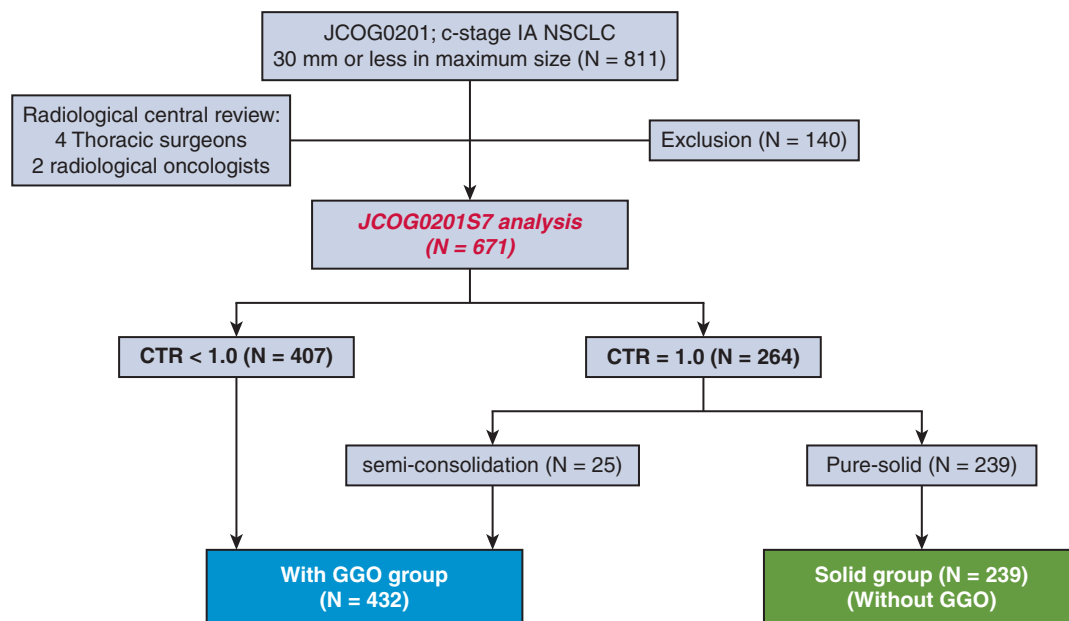 JCOG0201; c-stage IA NSCLC
30 mm or less in maximum size (N = 811)
Radiological central review:
4 Thoracic surgeons
2 radiological oncologists
Exclusion (N = 140)
JCOG0201S7 analysis
(N = 671)
CTR < 1.0 (N = 407)
CTR = 1.0 (N = 264)
semi-consolidation (N = 25)
Pure-solid (N = 239)
With GGO group
(N = 432)
Solid group (N = 239)
(Without GGO)